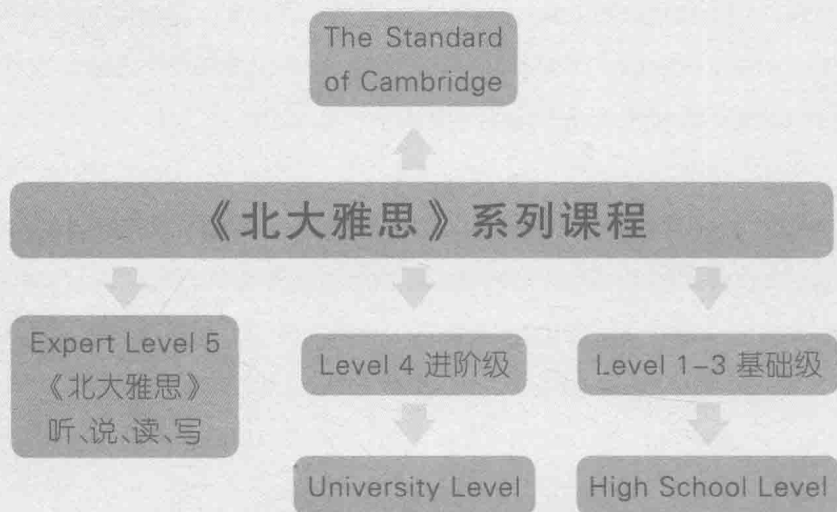 The Standard
of Cambridge
《北大雅思》系列课程
Expert Level 5
《北大雅思》
听、说、读、写
Level 4 进阶级
Level 1-3 基础级
University Level
High School Level